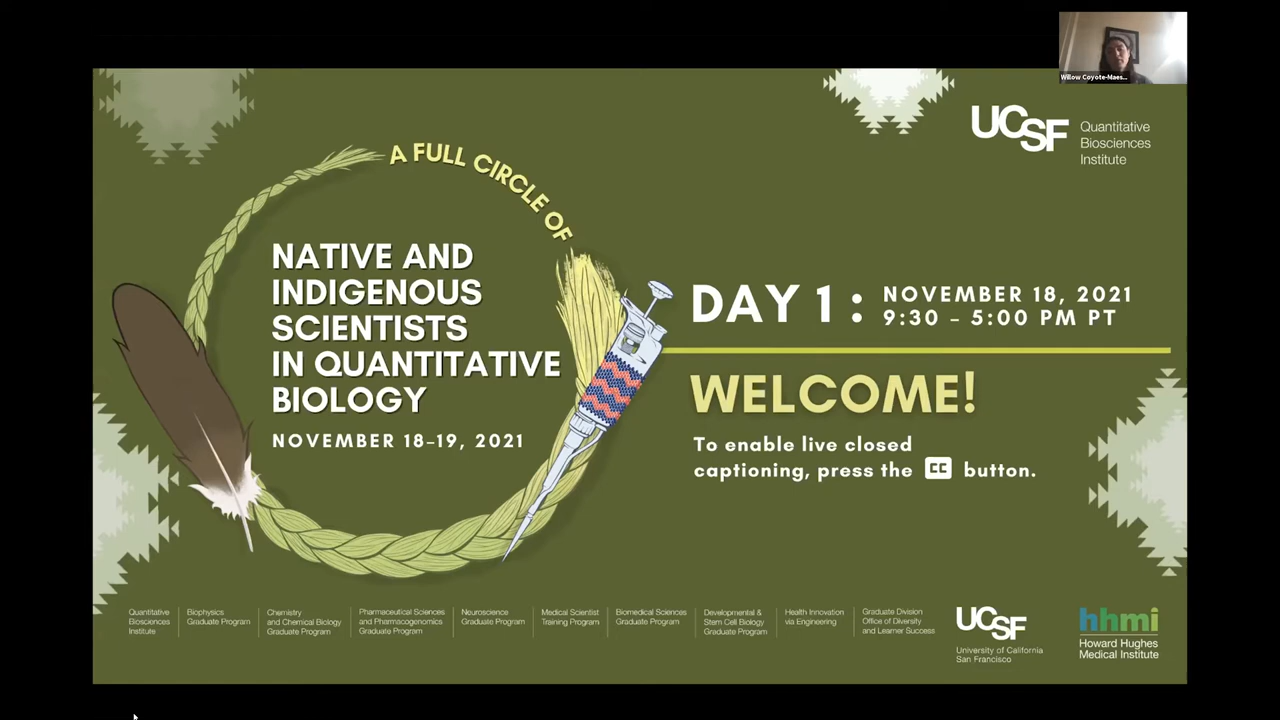 Willow Coyote-Maes...
UCSF
Quantitative
Biosciences
Institute
A FULL CIRCLE OF
NATIVE AND
INDIGENOUS
SCIENTISTS
IN QUANTITATIVE
BIOLOGY
NOVEMBER 18-19, 2021
DAY 1:
NOVEMBER 18, 2021
9:30 - 5:00 PM PT
WELCOME!
To enable live closed
captioning, press the CC button.
Quantitative
Biosciences
Institute
Biophysics
Graduate Program
Chemistry
and Chemical Biology
Graduate Program
Pharmaceutical Sciences
and Pharmacogenomics
Graduate Program
Neuroscience
Graduate Program
Medical Scientist
Training Program
Biomedical Sciences
Graduate Program
Developmental &
Stem Cell Biology
Graduate Program
Health Innovation
via Engineering
Graduate Division
Office of Diversity
and Learner Success
UCSF
University of California
San Francisco
hhmi
Howard Hughes
Medical Institute